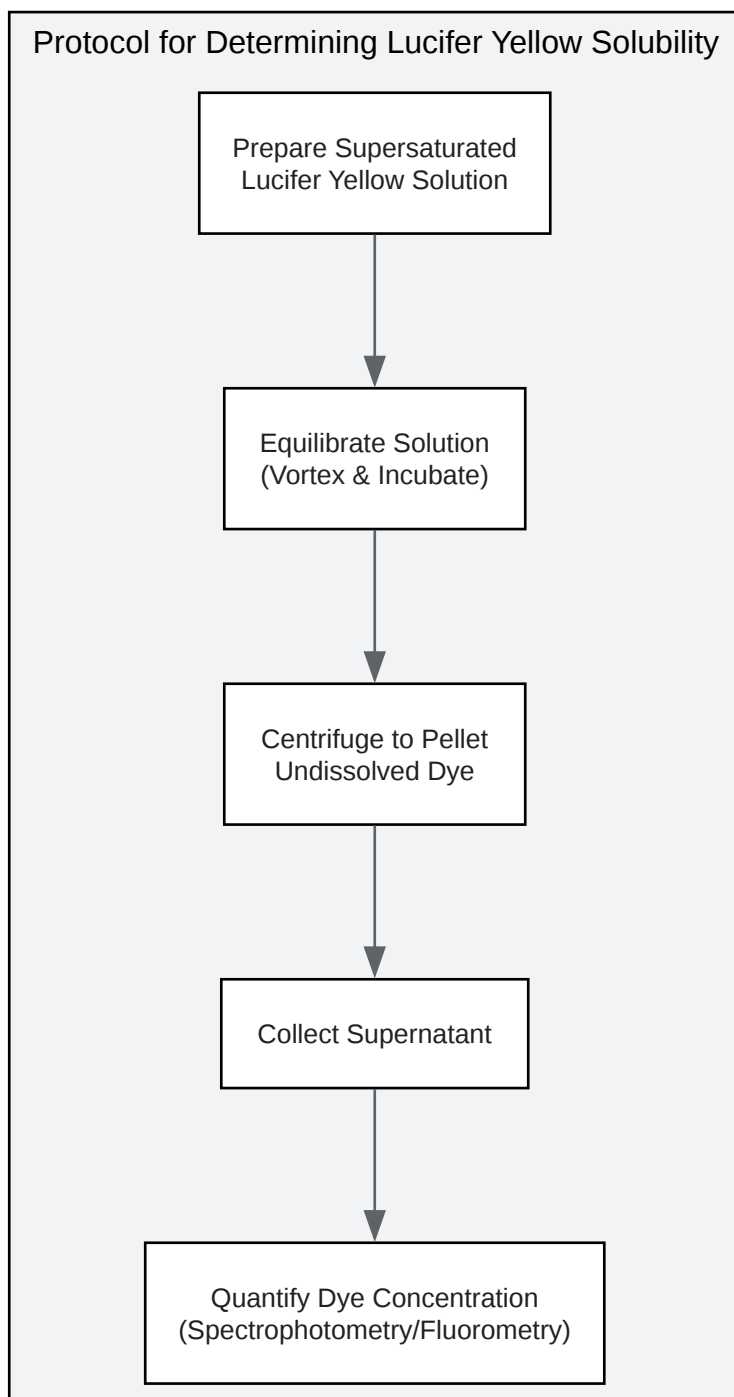 Protocol for Determining Lucifer Yellow Solubility
Prepare Supersaturated
Lucifer Yellow Solution
Equilibrate Solution
(Vortex & Incubate)
Centrifuge to Pellet
Undissolved Dye
Collect Supernatant
Quantify Dye Concentration
(Spectrophotometry/Fluorometry)